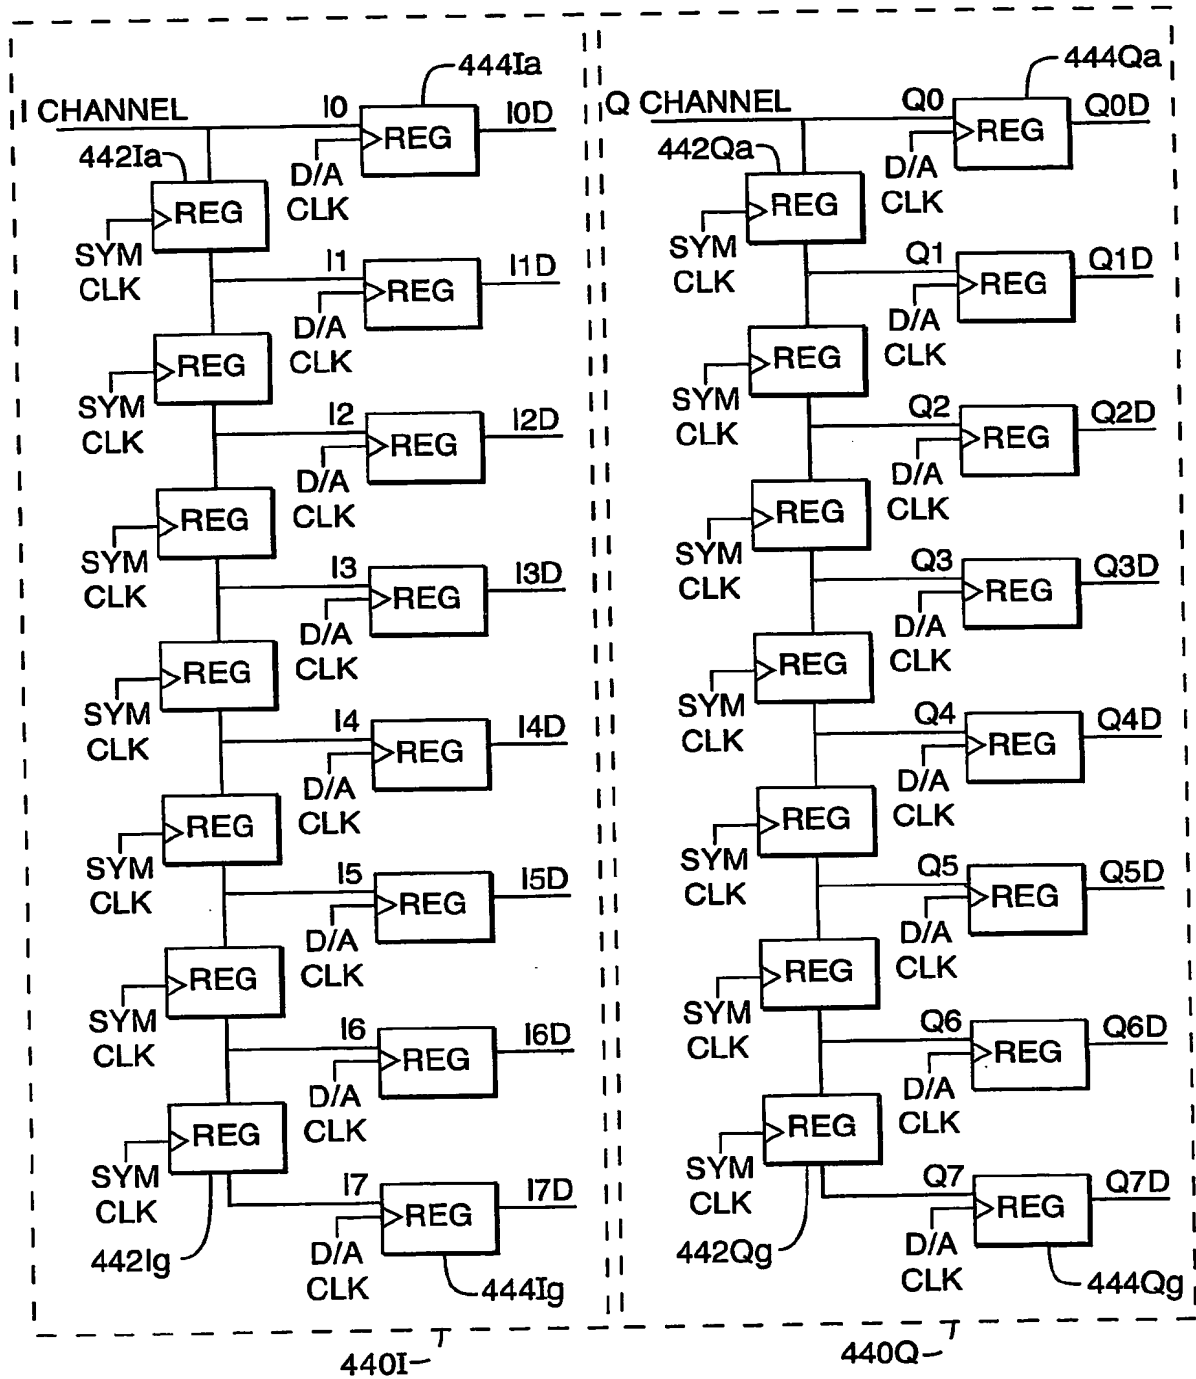 444Ia
I CHANNEL
I0
REG
I0D
442Ia
D/A
CLK
REG
SYM
CLK
I1
REG
I1D
D/A
CLK
REG
SYM
CLK
I2
REG
I2D
D/A
CLK
REG
SYM
CLK
I3
REG
I3D
D/A
CLK
REG
SYM
CLK
I4
REG
I4D
D/A
CLK
REG
SYM
CLK
I5
REG
I5D
D/A
CLK
REG
SYM
CLK
I6
REG
I6D
D/A
CLK
REG
SYM
CLK
I7
REG
I7D
D/A
CLK
442Ig
444Ig
440I
444Qa
Q CHANNEL
Q0
REG
Q0D
442Qa
D/A
CLK
REG
SYM
CLK
Q1
REG
Q1D
D/A
CLK
REG
SYM
CLK
Q2
REG
Q2D
D/A
CLK
REG
SYM
CLK
Q3
REG
Q3D
D/A
CLK
REG
SYM
CLK
Q4
REG
Q4D
D/A
CLK
REG
SYM
CLK
Q5
REG
Q5D
D/A
CLK
REG
SYM
CLK
Q6
REG
Q6D
D/A
CLK
REG
SYM
CLK
Q7
REG
Q7D
D/A
CLK
442Qg
444Qg
440Q